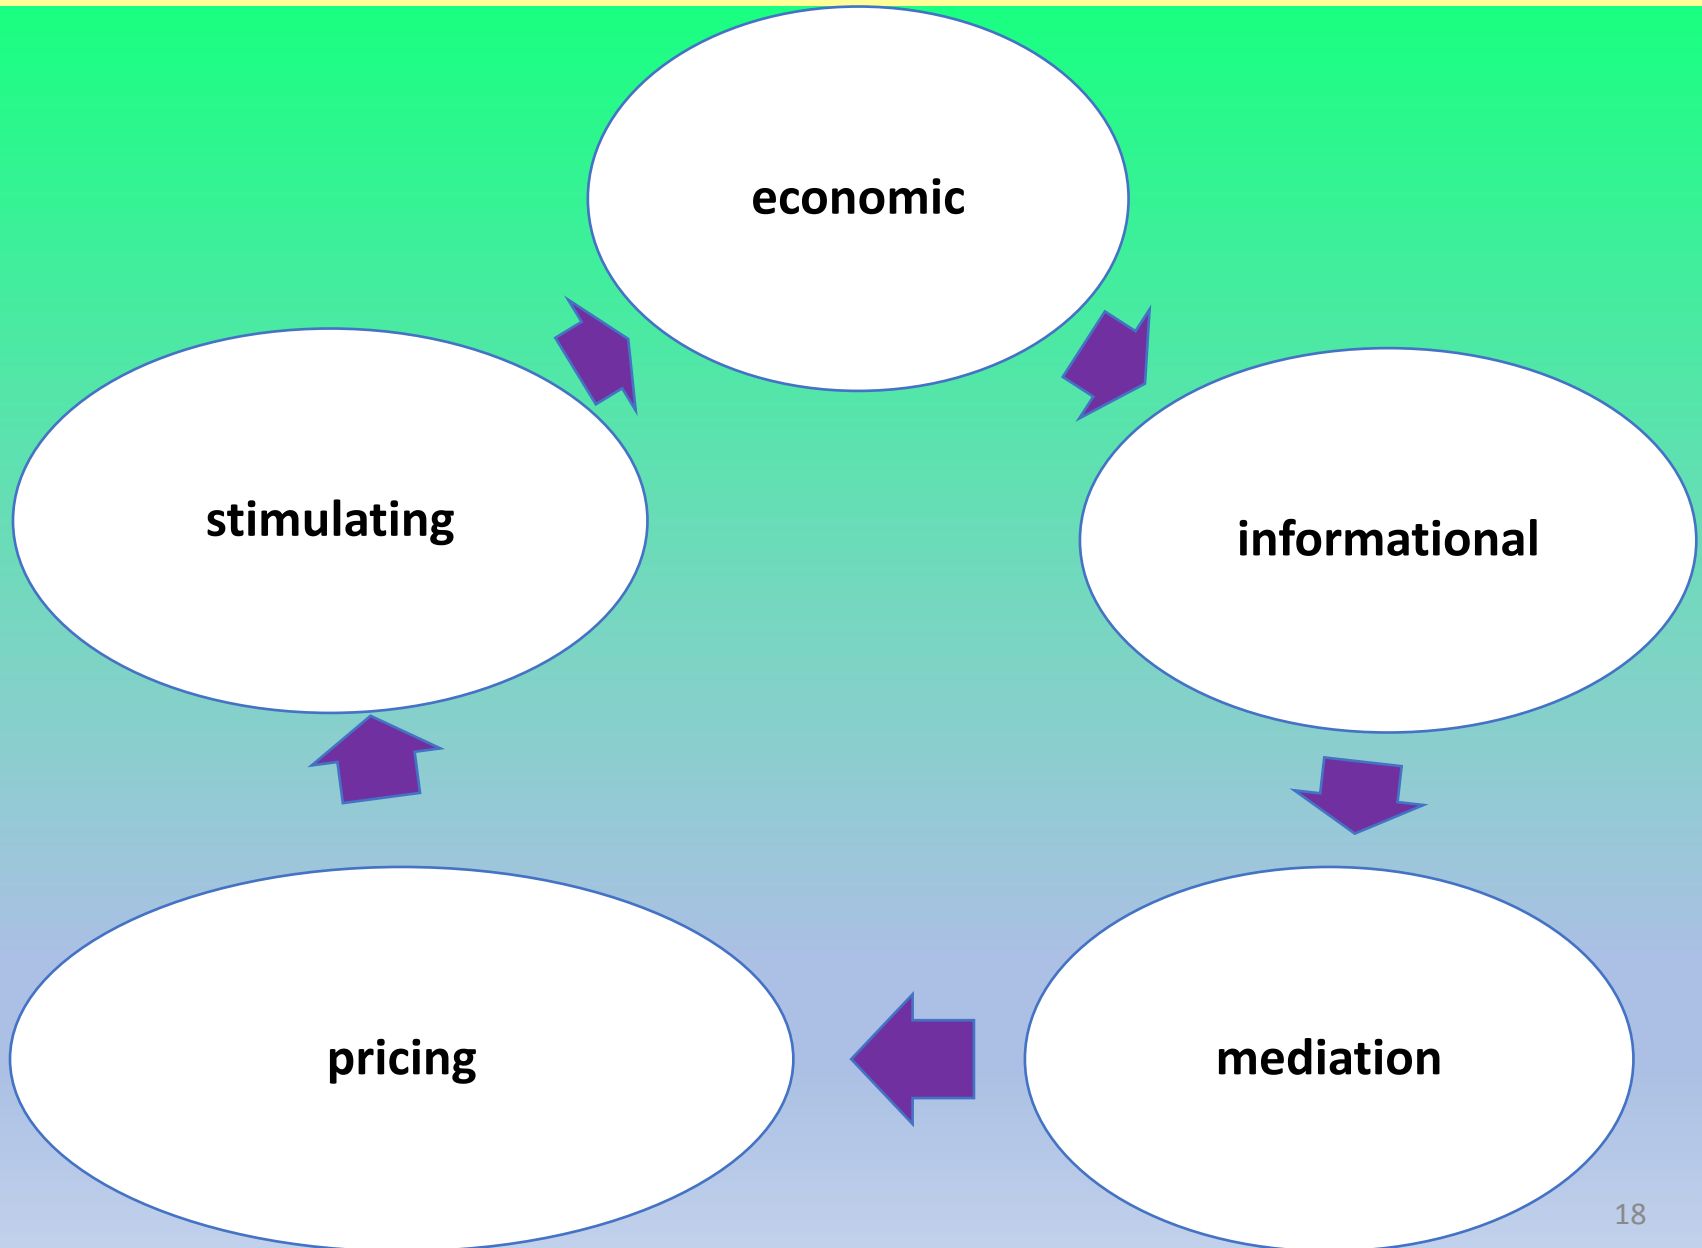 economic
stimulating
informational
pricing
mediation
18